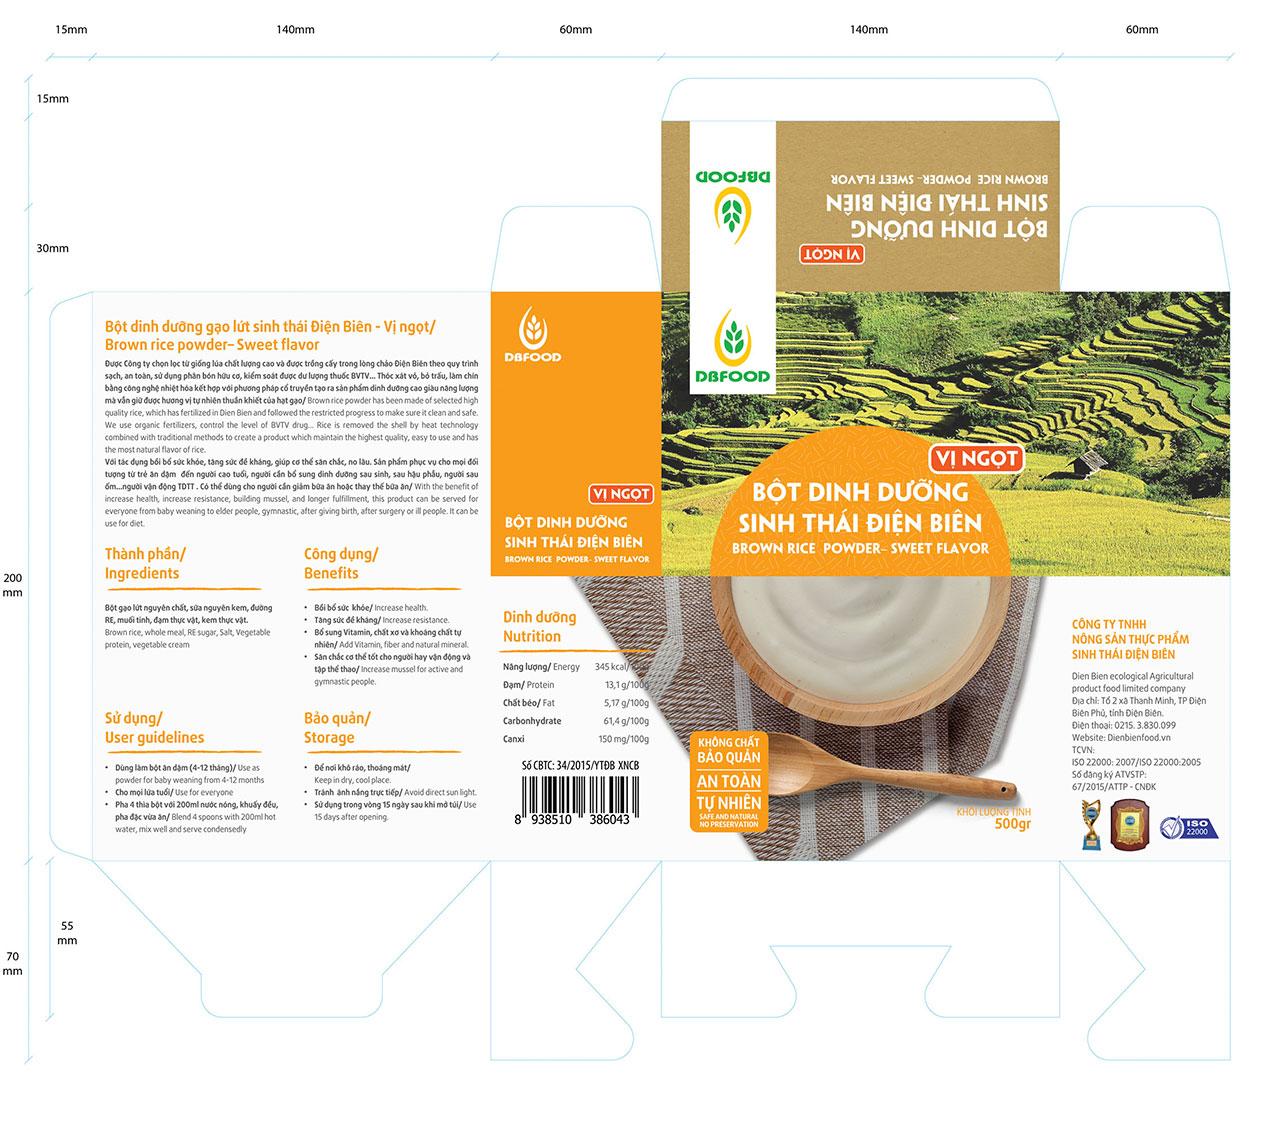 15mm
140mm
60mm
140mm
60mm
15mm
30mm
200
mm
55
mm
70
mm
DBFOOD
BỘT DINH DƯỠNG
SINH THÁI ĐIỆN BIÊN
BROWN RICE POWDER- SWEET FLAVOR
VỊ NGỌT
Bột dinh dưỡng gạo lứt sinh thái Điện Biên - Vị ngọt/
Brown rice powder– Sweet flavor
Được Công ty chọn lọc từ giống lúa chất lượng cao và được trồng cấy trong lòng chảo Điện Biên theo quy trình
sạch, an toàn, sử dụng phân bón hữu cơ, kiểm soát được dư lượng thuốc BVTV... Thóc xát vỏ, bỏ trấu, làm chín
bằng công nghệ nhiệt hóa kết hợp với phương pháp cổ truyền tạo ra sản phẩm dinh dưỡng cao giàu năng lượng
mà vẫn giữ được hương vị tự nhiên thuần khiết của hạt gạo/ Brown rice powder has been made of selected high
quality rice, which has fertilized in Dien Bien and followed the restricted progress to make sure it clean and safe.
We use organic fertilizers, control the level of BVTV drug... Rice is removed the shell by heat technology
combined with traditional methods to create a product which maintain the highest quality, easy to use and has
the most natural flavor of rice.
Với tác dụng bồi bổ sức khỏe, tăng sức đề kháng, giúp cơ thể săn chắc, no lâu. Sản phẩm phục vụ cho mọi đối
tượng từ trẻ ăn dặm đến người cao tuổi, người cần bổ sung dinh dưỡng sau sinh, sau hậu phẫu, người sau
ốm...người vận động TDTT . Có thể dùng cho người cần giảm bữa ăn hoặc thay thế bữa ăn/ With the benefit of
increase health, increase resistance, building mussel, and longer fulfillment, this product can be served for
everyone from baby weaning to elder people, gymnastic, after giving birth, after surgery or ill people. It can be
use for diet.
Thành phần/
Ingredients
Bột gạo lứt nguyên chất, sữa nguyên kem, đường
RE, muối tinh, đạm thực vật, kem thực vật.
Brown rice, whole meal, RE sugar, Salt, Vegetable
protein, vegetable cream
Công dụng/
Benefits
• Bồi bổ sức khỏe/ Increase health.
• Tăng sức đề kháng/ Increase resistance.
• Bổ sung Vitamin, chất xơ và khoáng chất tự
nhiên/ Add Vitamin, fiber and natural mineral.
• Săn chắc cơ thể tốt cho người hay vận động và
tập thể thao/ Increase mussel for active and
gymnastic people.
Sử dụng/
User guidelines
• Dùng làm bột ăn dặm (4-12 tháng)/ Use as
powder for baby weaning from 4-12 months
• Cho mọi lứa tuổi/ Use for everyone
• Pha 4 thìa bột với 200ml nước nóng, khuấy đều,
pha đặc vừa ăn/ Blend 4 spoons with 200ml hot
water, mix well and serve condensedly
Bảo quản/
Storage
• Để nơi khô ráo, thoáng mát/
Keep in dry, cool place.
• Tránh ánh nắng trực tiếp/ Avoid direct sun light.
• Sử dụng trong vòng 15 ngày sau khi mở túi/ Use
15 days after opening.
DBFOOD
VỊ NGỌT
BỘT DINH DƯỠNG
SINH THÁI ĐIỆN BIÊN
BROWN RICE POWDER- SWEET FLAVOR
Dinh dưỡng
Nutrition
Năng lượng/ Energy 345 kcal/100g
Đạm/ Protein 13,1 g/100g
Chất béo/ Fat 5,17 g/100g
Carbonhydrate 61,4 g/100g
Canxi 150 mg/100g
Số CBTC: 34/2015/YTĐB XNCB
8 938510 386043
DBFOOD
VỊ NGỌT
BỘT DINH DƯỠNG
SINH THÁI ĐIỆN BIÊN
BROWN RICE POWDER- SWEET FLAVOR
KHÔNG CHẤT
BẢO QUẢN
AN TOÀN
TỰ NHIÊN
SAFE AND NATURAL
NO PRESERVATION
KHỐI LƯỢNG TỊNH
500gr
CÔNG TY TNHH
NÔNG SẢN THỰC PHẨM
SINH THÁI ĐIỆN BIÊN
Dien Bien ecological Agricultural
product food limited company
Địa chỉ: Tổ 2 xã Thanh Minh, TP Điện
Biên Phủ, tỉnh Điện Biên.
Điện thoại: 0215. 3.830.099
Website: Dienbienfood.vn
TCVN:
ISO 22000: 2007/ISO 22000:2005
Số đăng ký ATVSTP:
67/2015/ATTP - CNĐK
ISO
22000